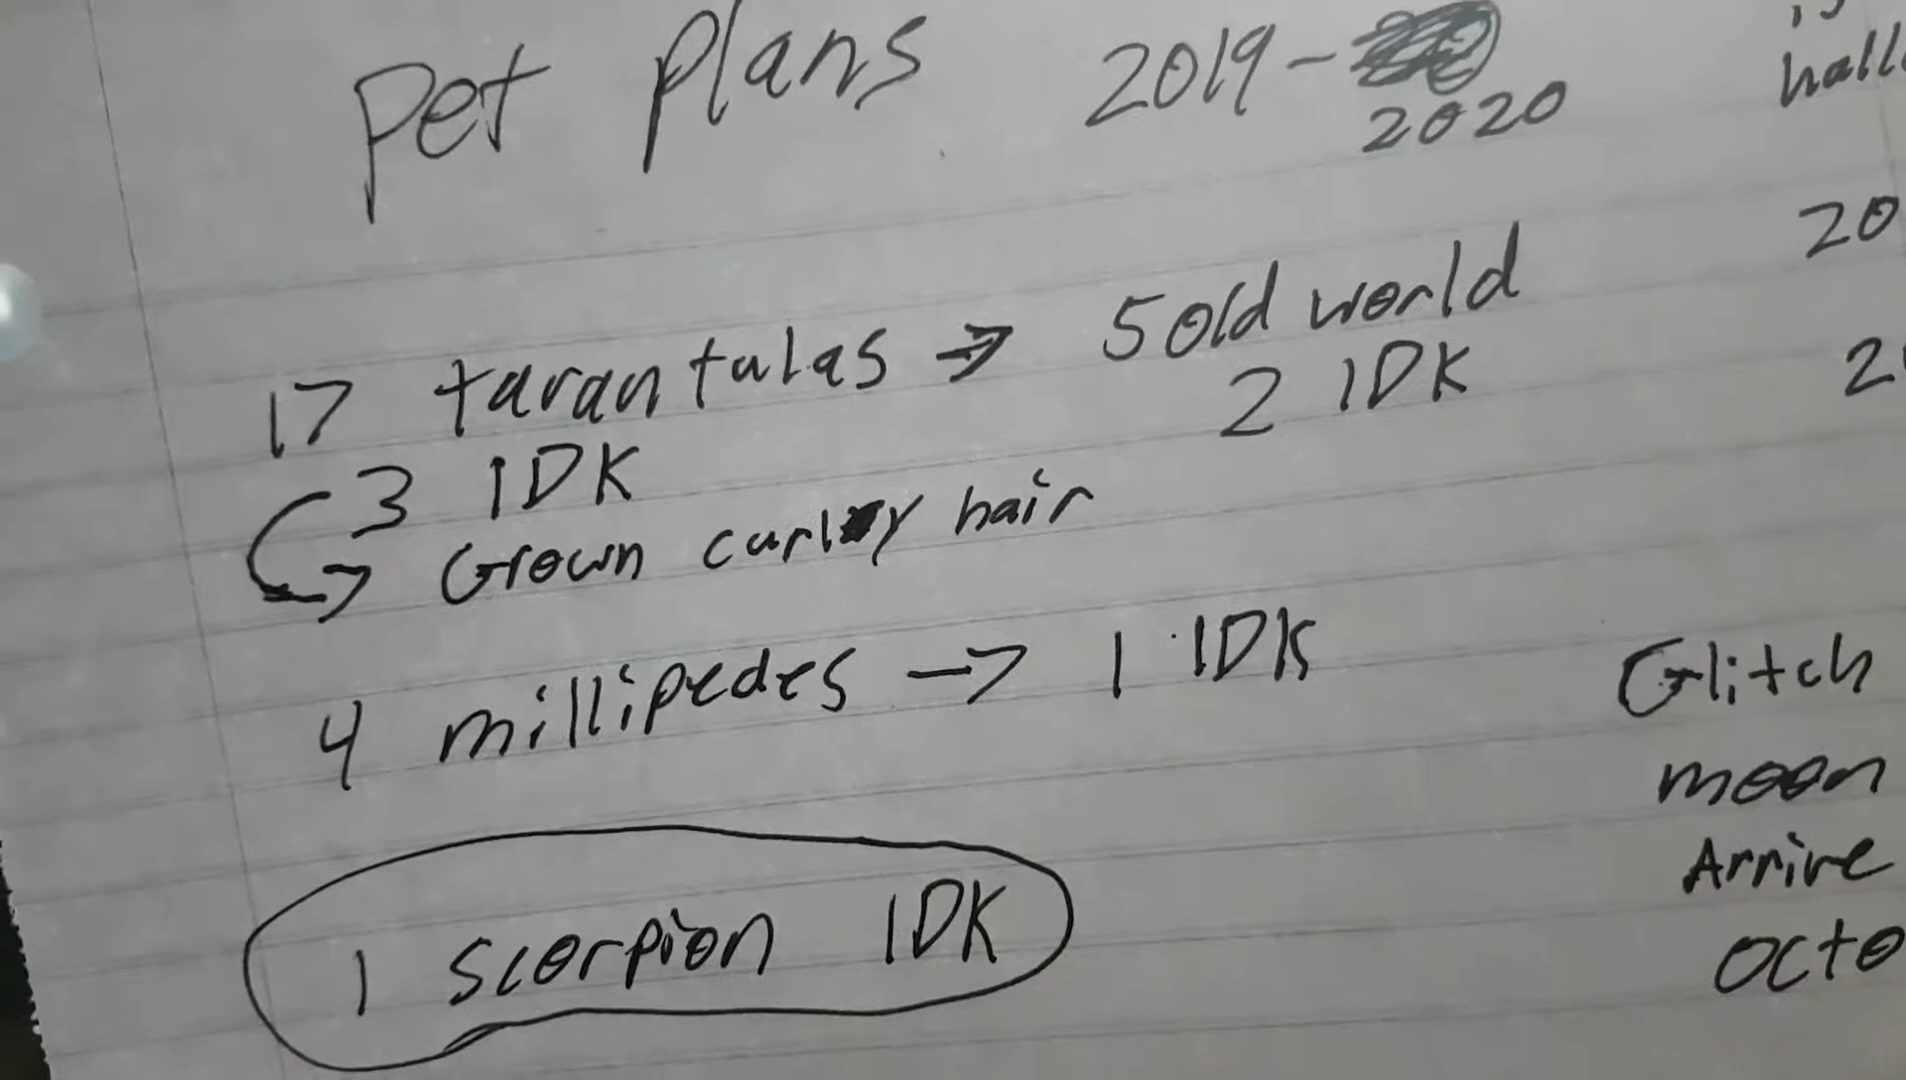 Pet Plans 2019-
2020
17 tarantulas → 5 old world
2 IDK
3 IDK
→ Grown curly hair
4 millipedes → 1 IDK
1 scorpion IDK
hall
20
2
Glitch
moon
Arrive
octo